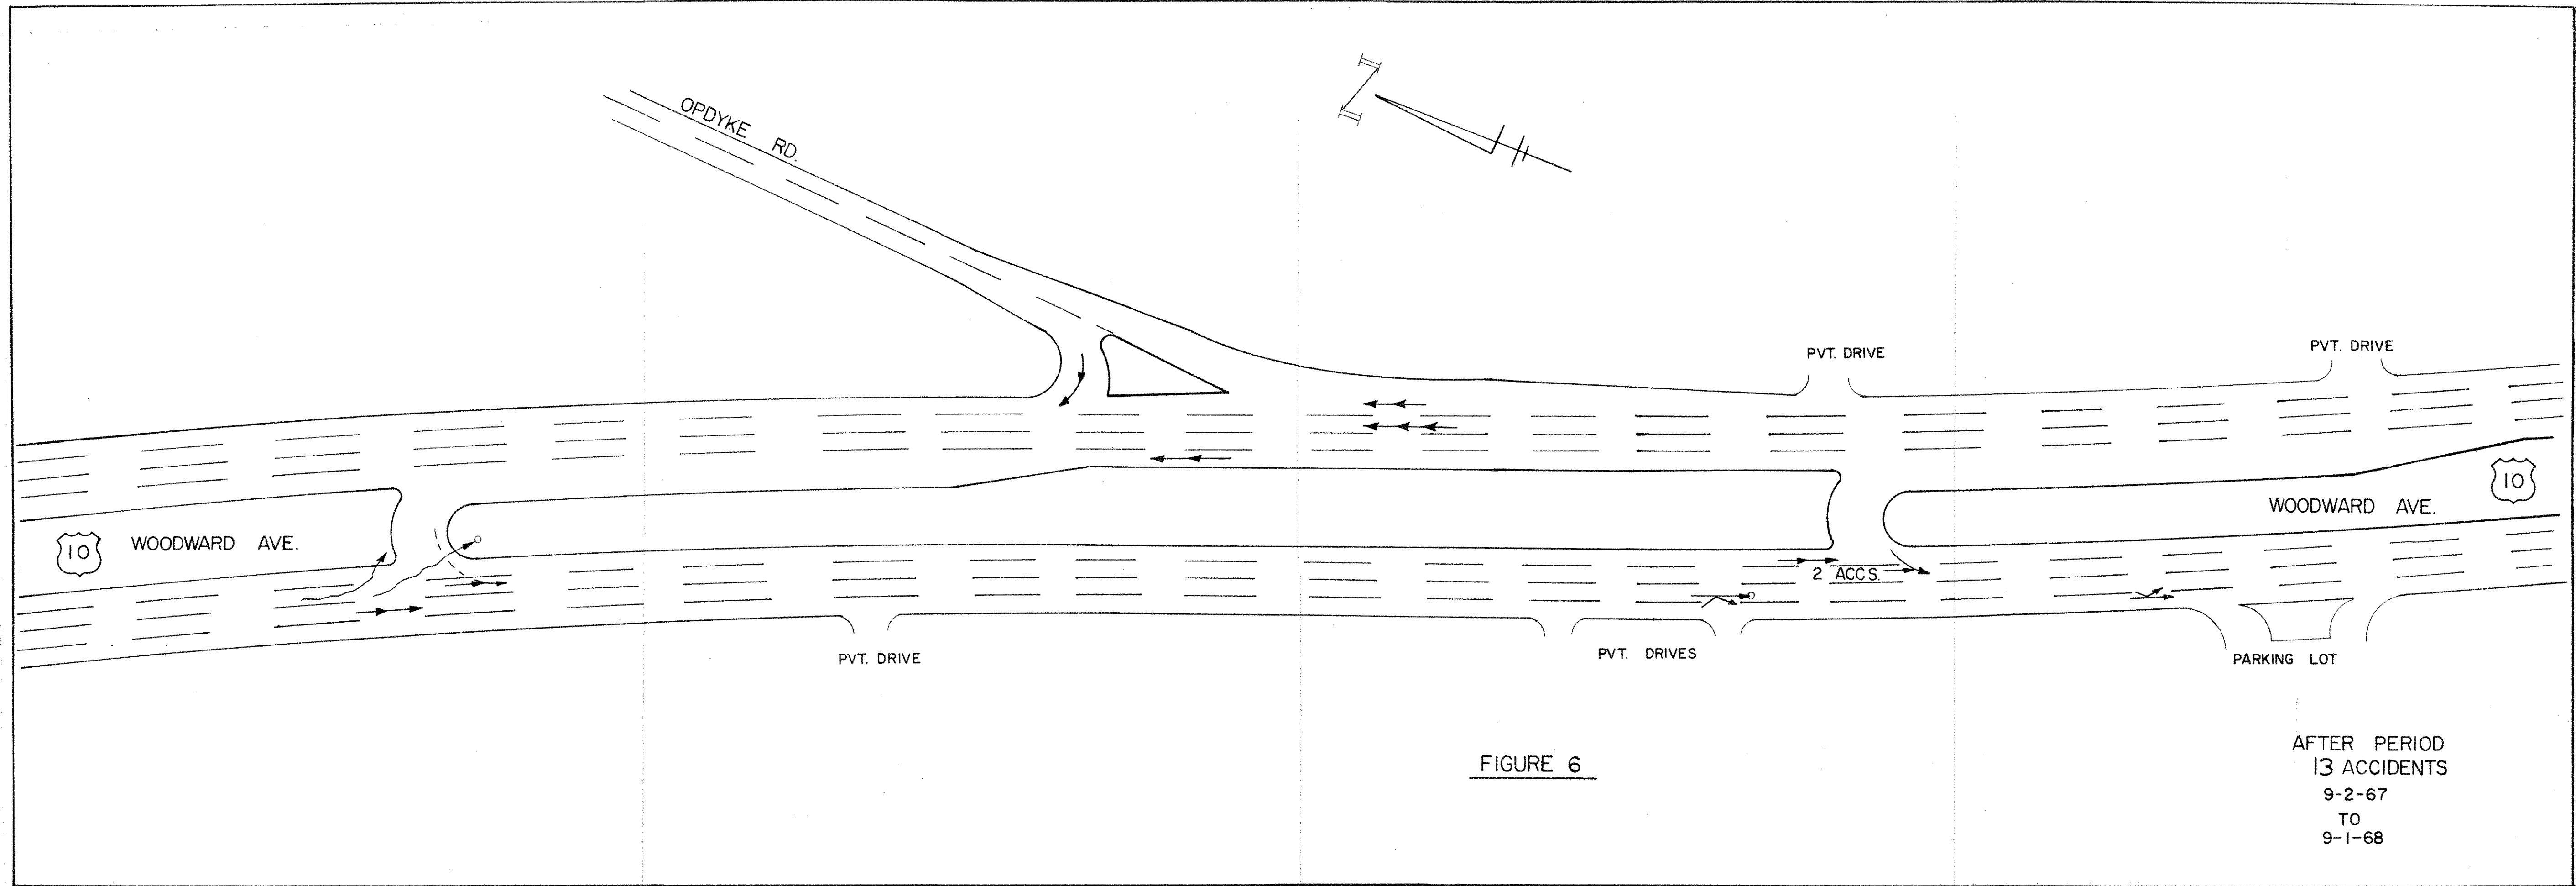 OPDYKE RD.
N
PVT. DRIVE
PVT. DRIVE
10
WOODWARD AVE.
10
WOODWARD AVE.
2 ACCS.
PVT. DRIVE
PVT. DRIVES
PARKING LOT
FIGURE 6
AFTER PERIOD
13 ACCIDENTS
9-2-67
TO
9-1-68